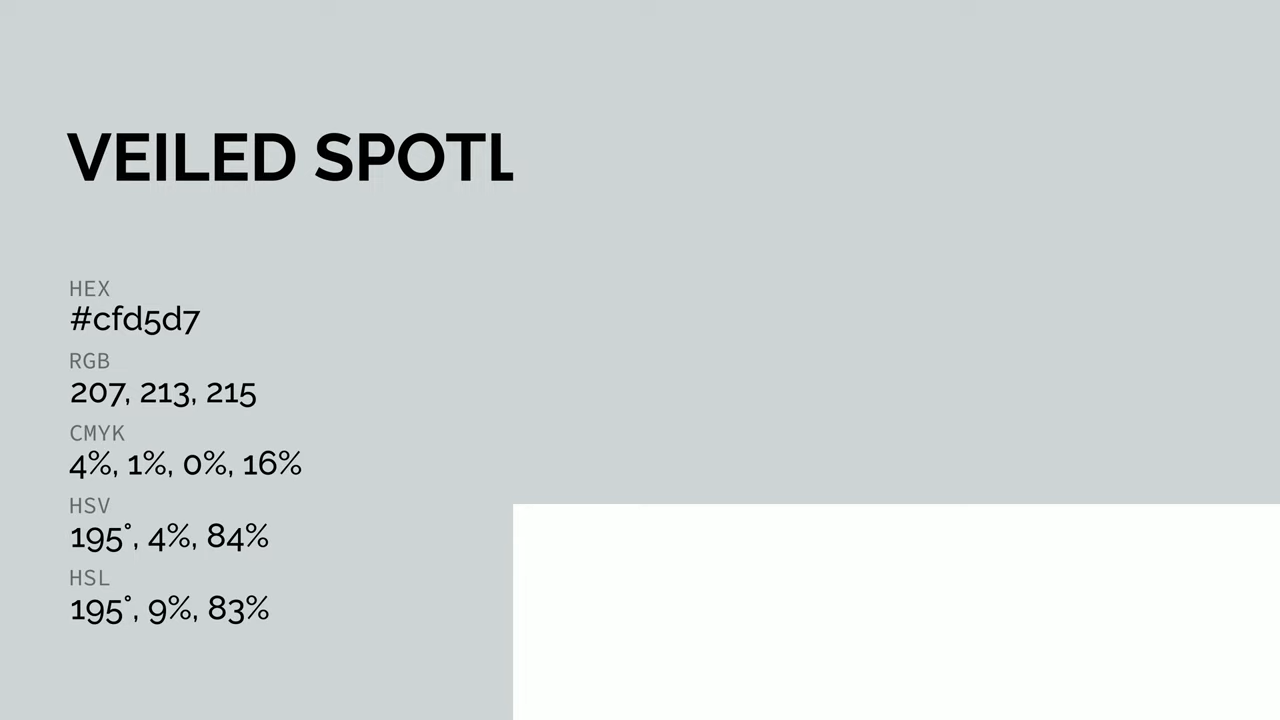 VEILED SPOTL
HEX
#cfd5d7
RGB
207, 213, 215
CMYK
4%, 1%, 0%, 16%
HSV
195°, 4%, 84%
HSL
195°, 9%, 83%